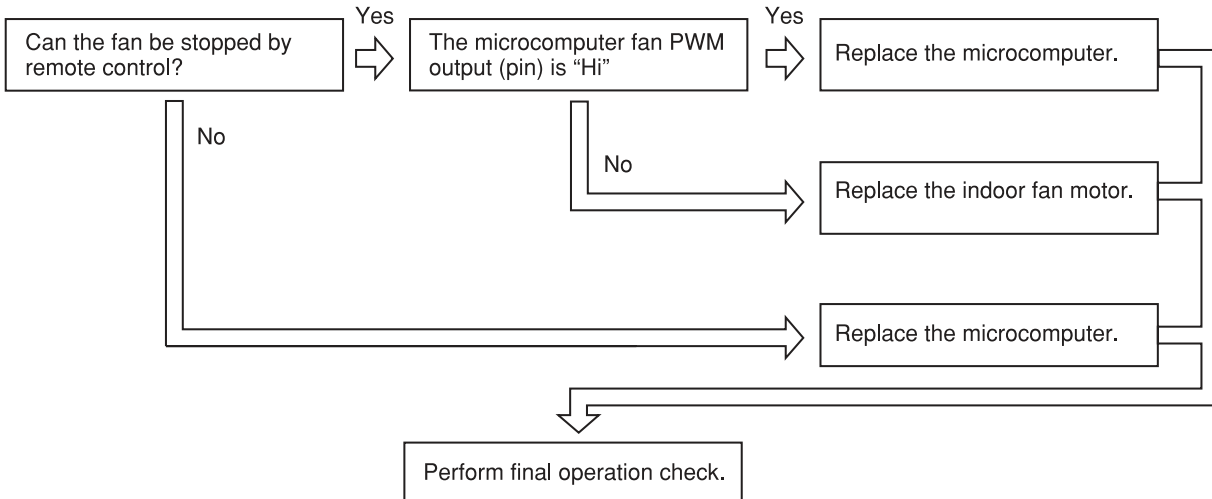 Yes
Yes
Can the fan be stopped by
remote control?
The microcomputer fan PWM
output (pin) is “Hi”
Replace the microcomputer.
No
No
Replace the indoor fan motor.
Replace the microcomputer.
Perform final operation check.